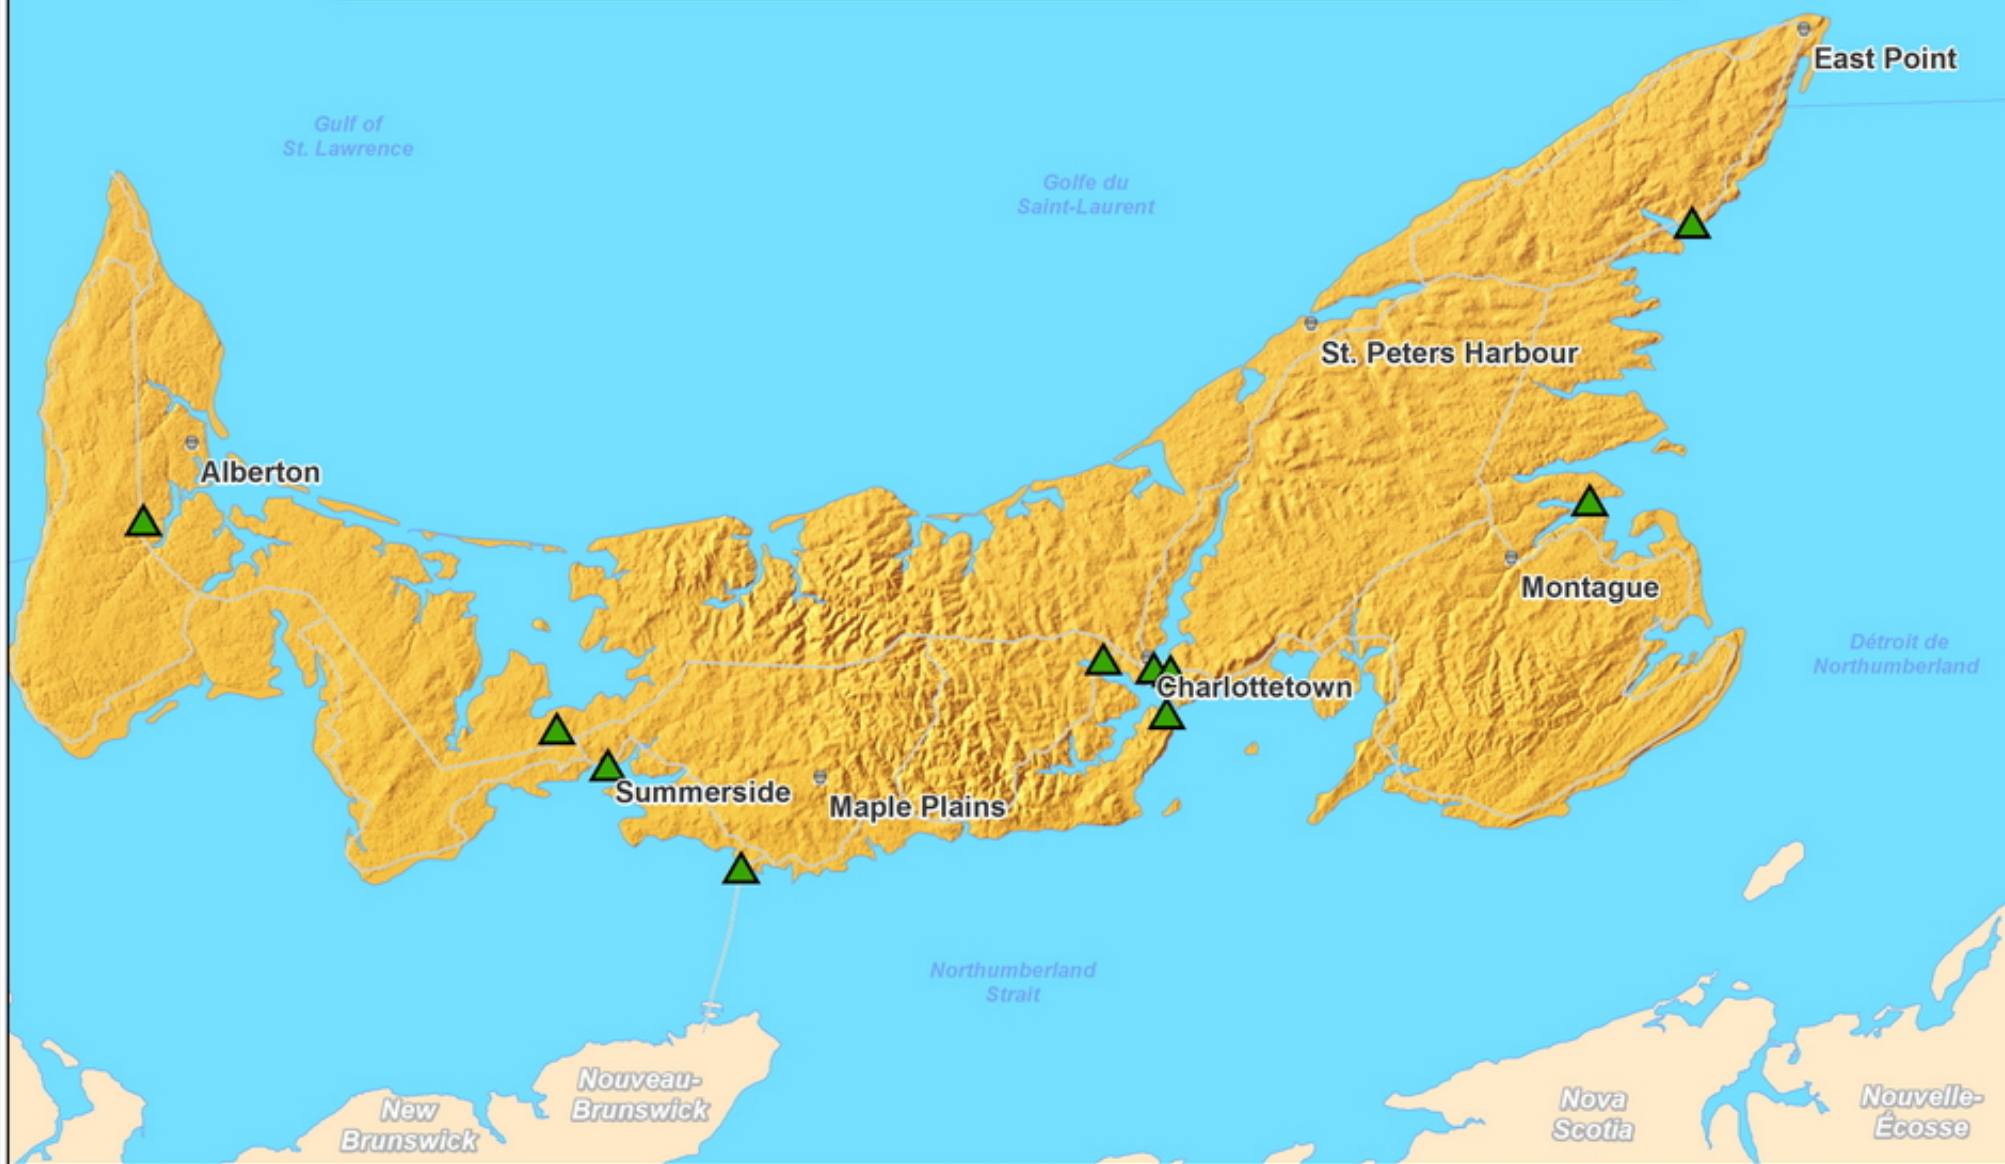 East Point
Gulf of
St. Lawrence
Golfe du
Saint-Laurent
St. Peters Harbour
Alberton
Montague
Détroit de
Northumberland
Charlottetown
Summerside
Maple Plains
Northumberland
Strait
Nouveau-
Brunswick
New
Brunswick
Nova
Scotia
Nouvelle-
Écosse